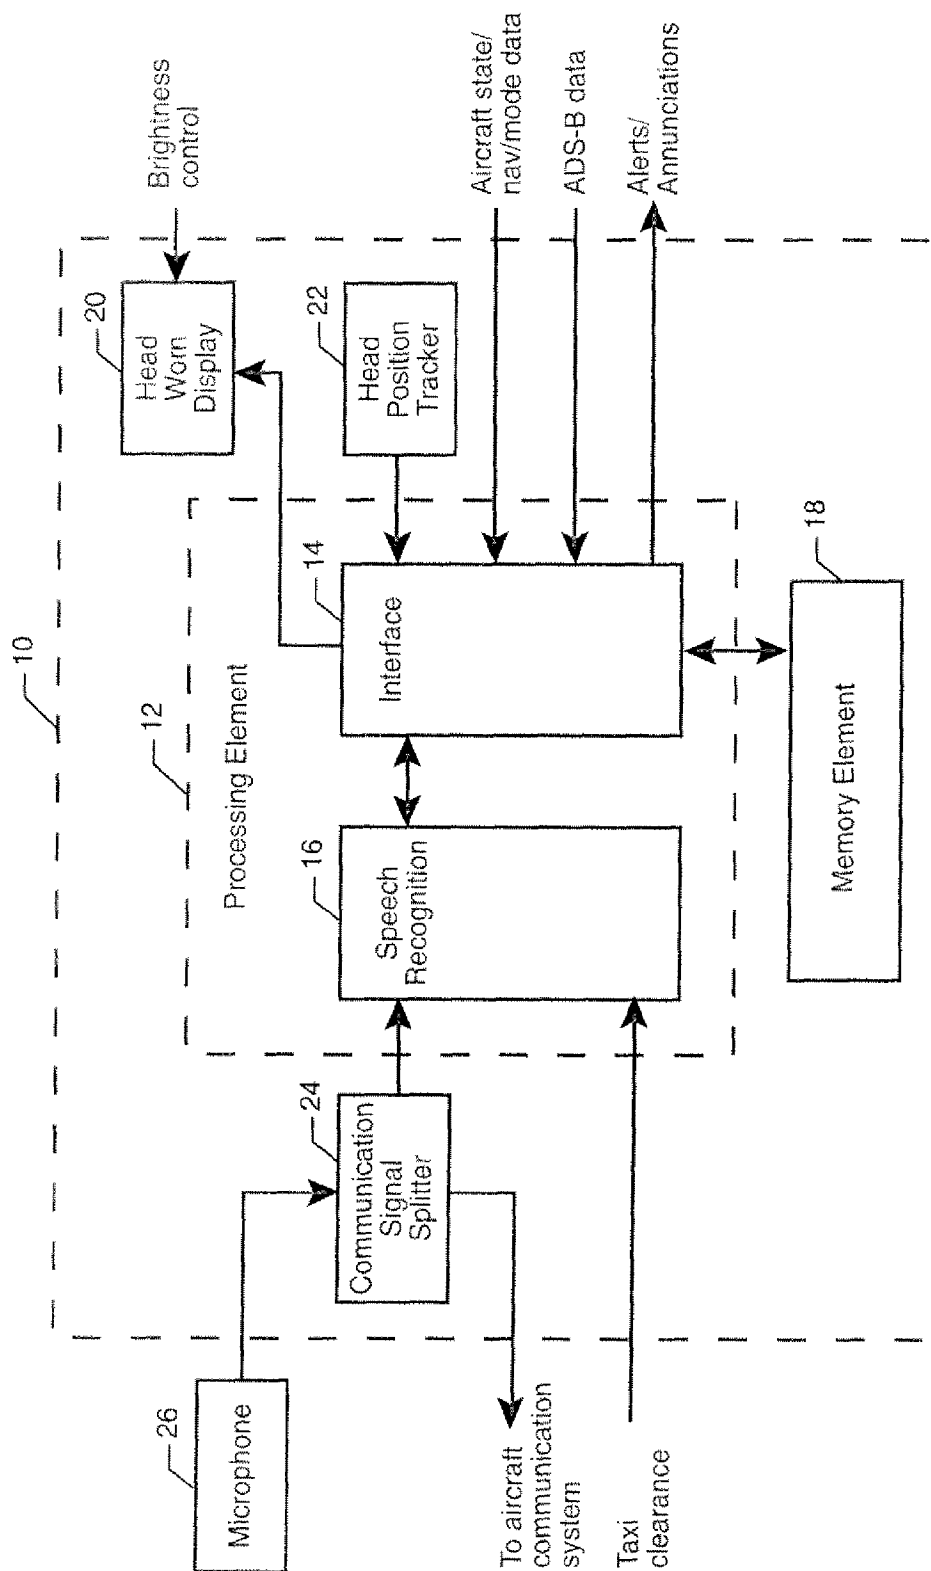 10
Brightness
control
20
Head
Worn
Display
12
Processing Element
22
Head
Position
Tracker
14
Interface
16
Speech
Recognition
24
Communication
Signal
Splitter
26
Microphone
Aircraft state/
nav/mode data
ADS-B data
Alerts/
Annunciations
18
Memory Element
To aircraft
communication
system
Taxi
clearance